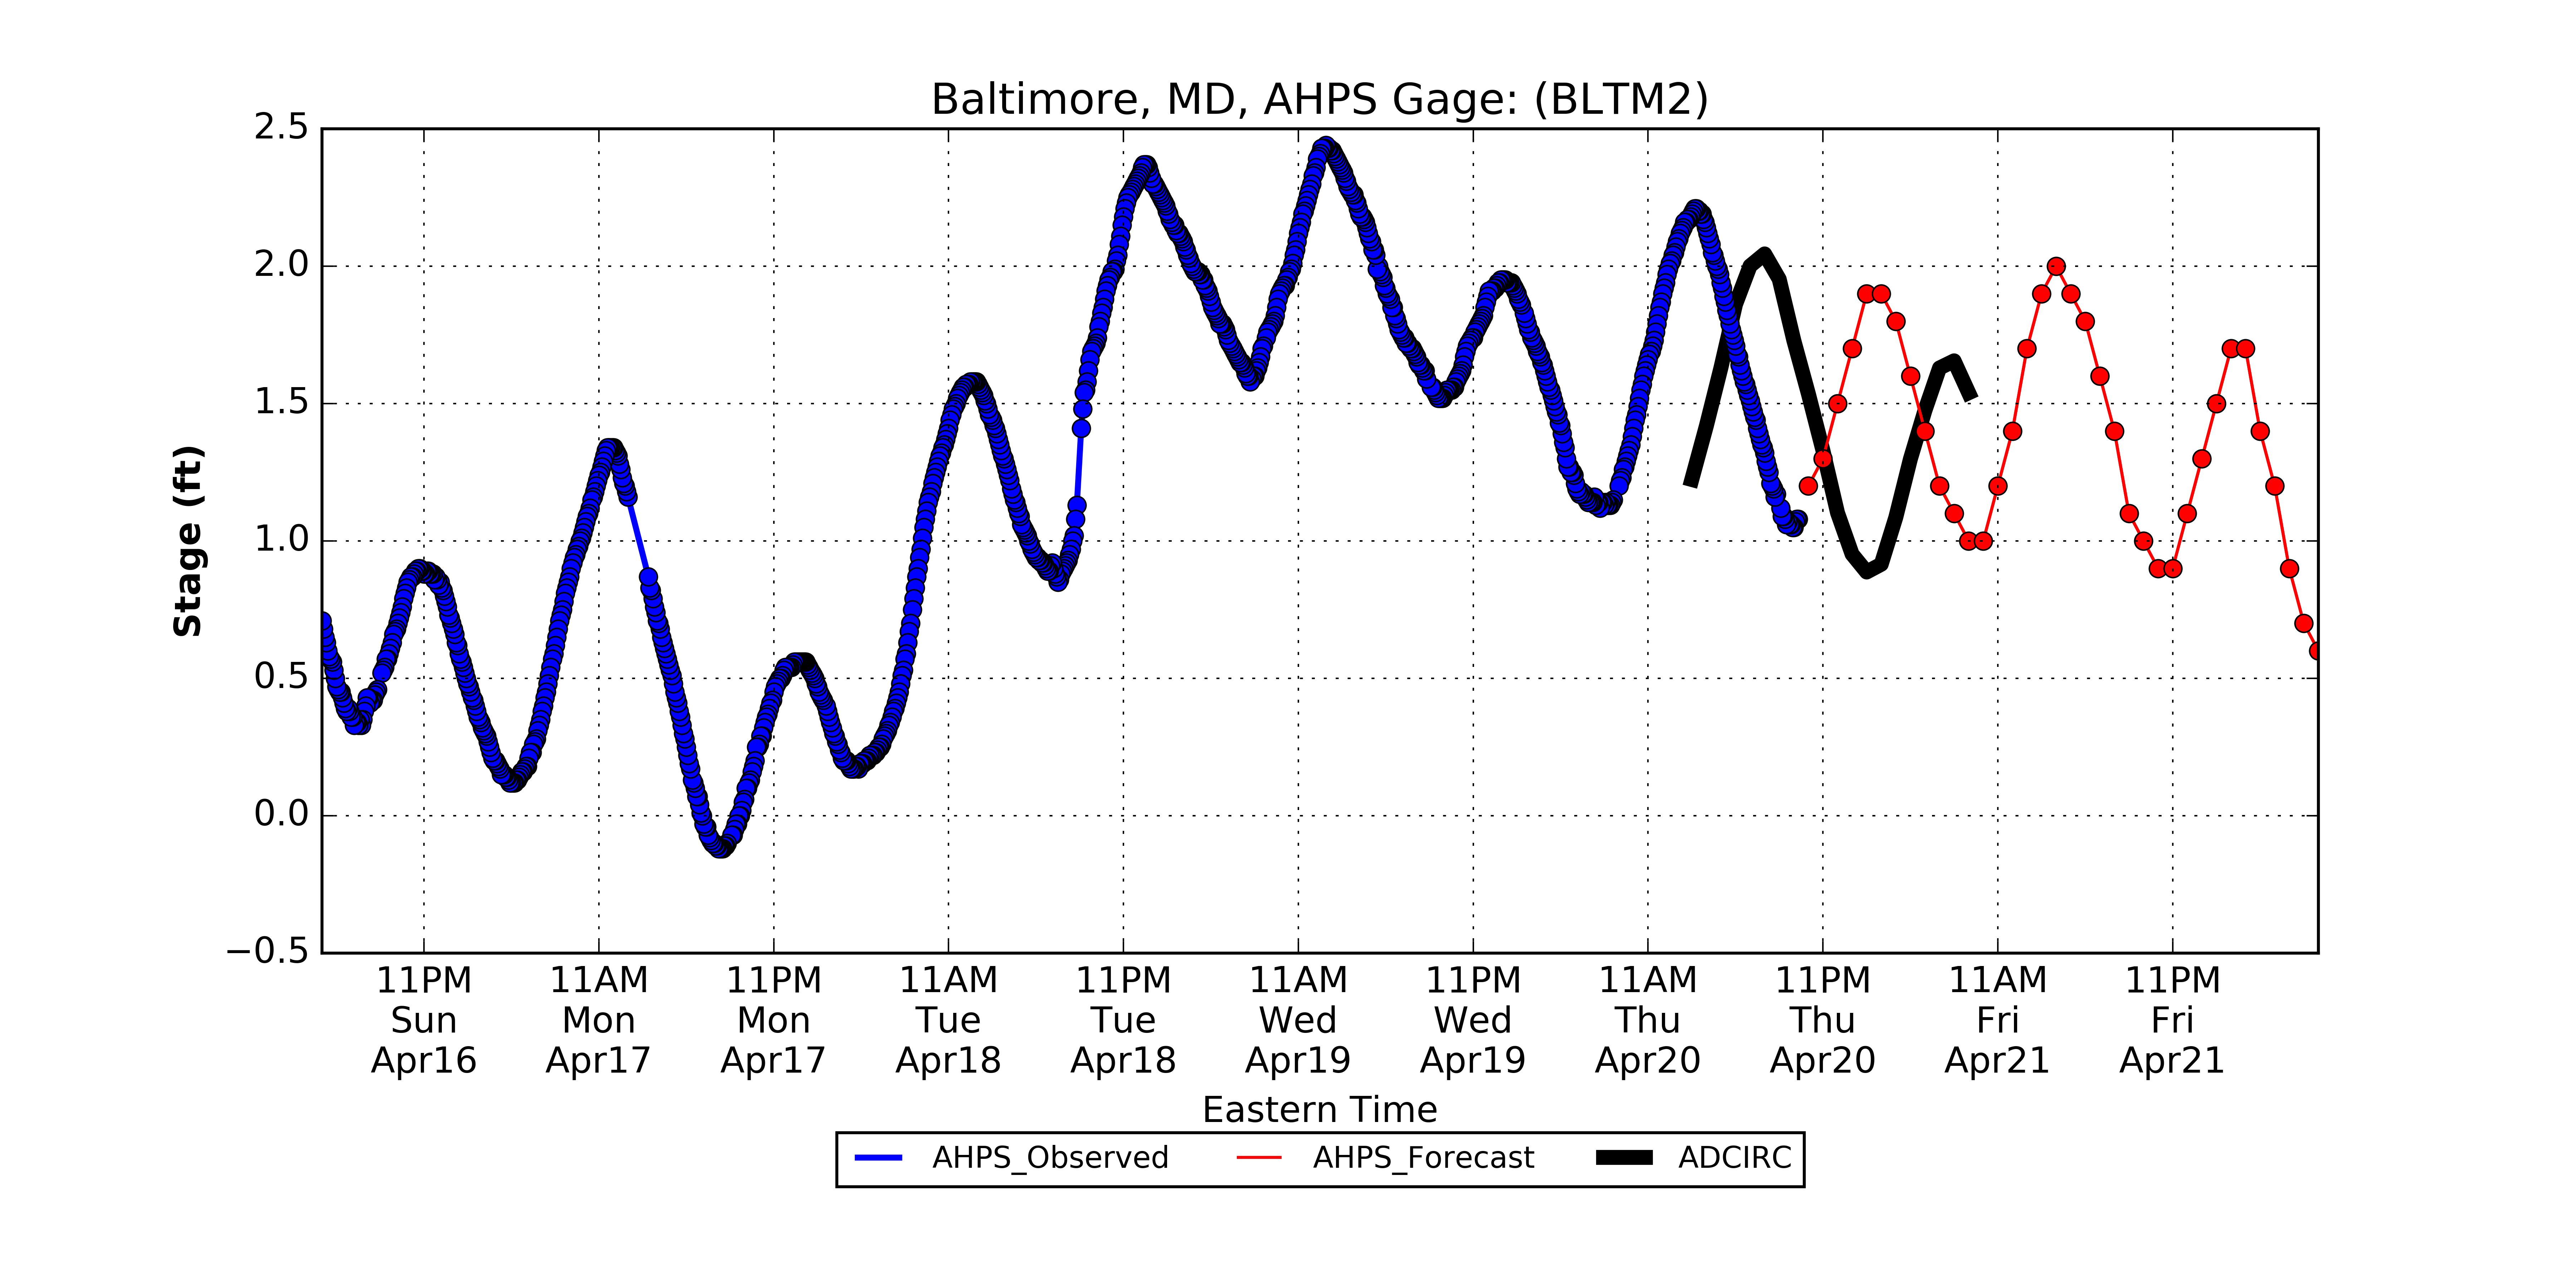 Baltimore, MD, AHPS Gage: (BLTM2)
2.5
2.0
1.5
1.0
0.5
0.0
−0.5
Stage (ft)
11PM 11AM 11PM 11AM 11PM 11AM 11PM 11AM 11PM 11AM 11PM
Sun Mon Mon Tue Tue Wed Wed Thu Thu Fri Fri
Apr16 Apr17 Apr17 Apr18 Apr18 Apr19 Apr19 Apr20 Apr20 Apr21 Apr21
Eastern Time
AHPS_Observed AHPS_Forecast ADCIRC